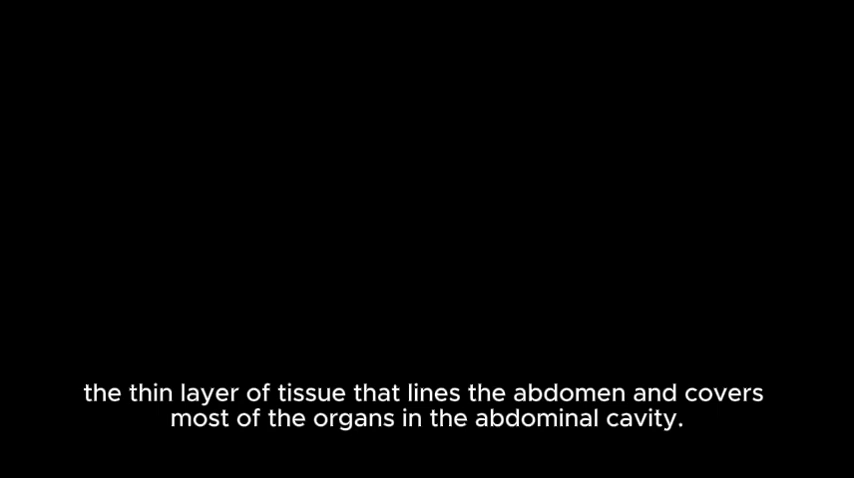 the thin layer of tissue that lines the abdomen and covers
most of the organs in the abdominal cavity.